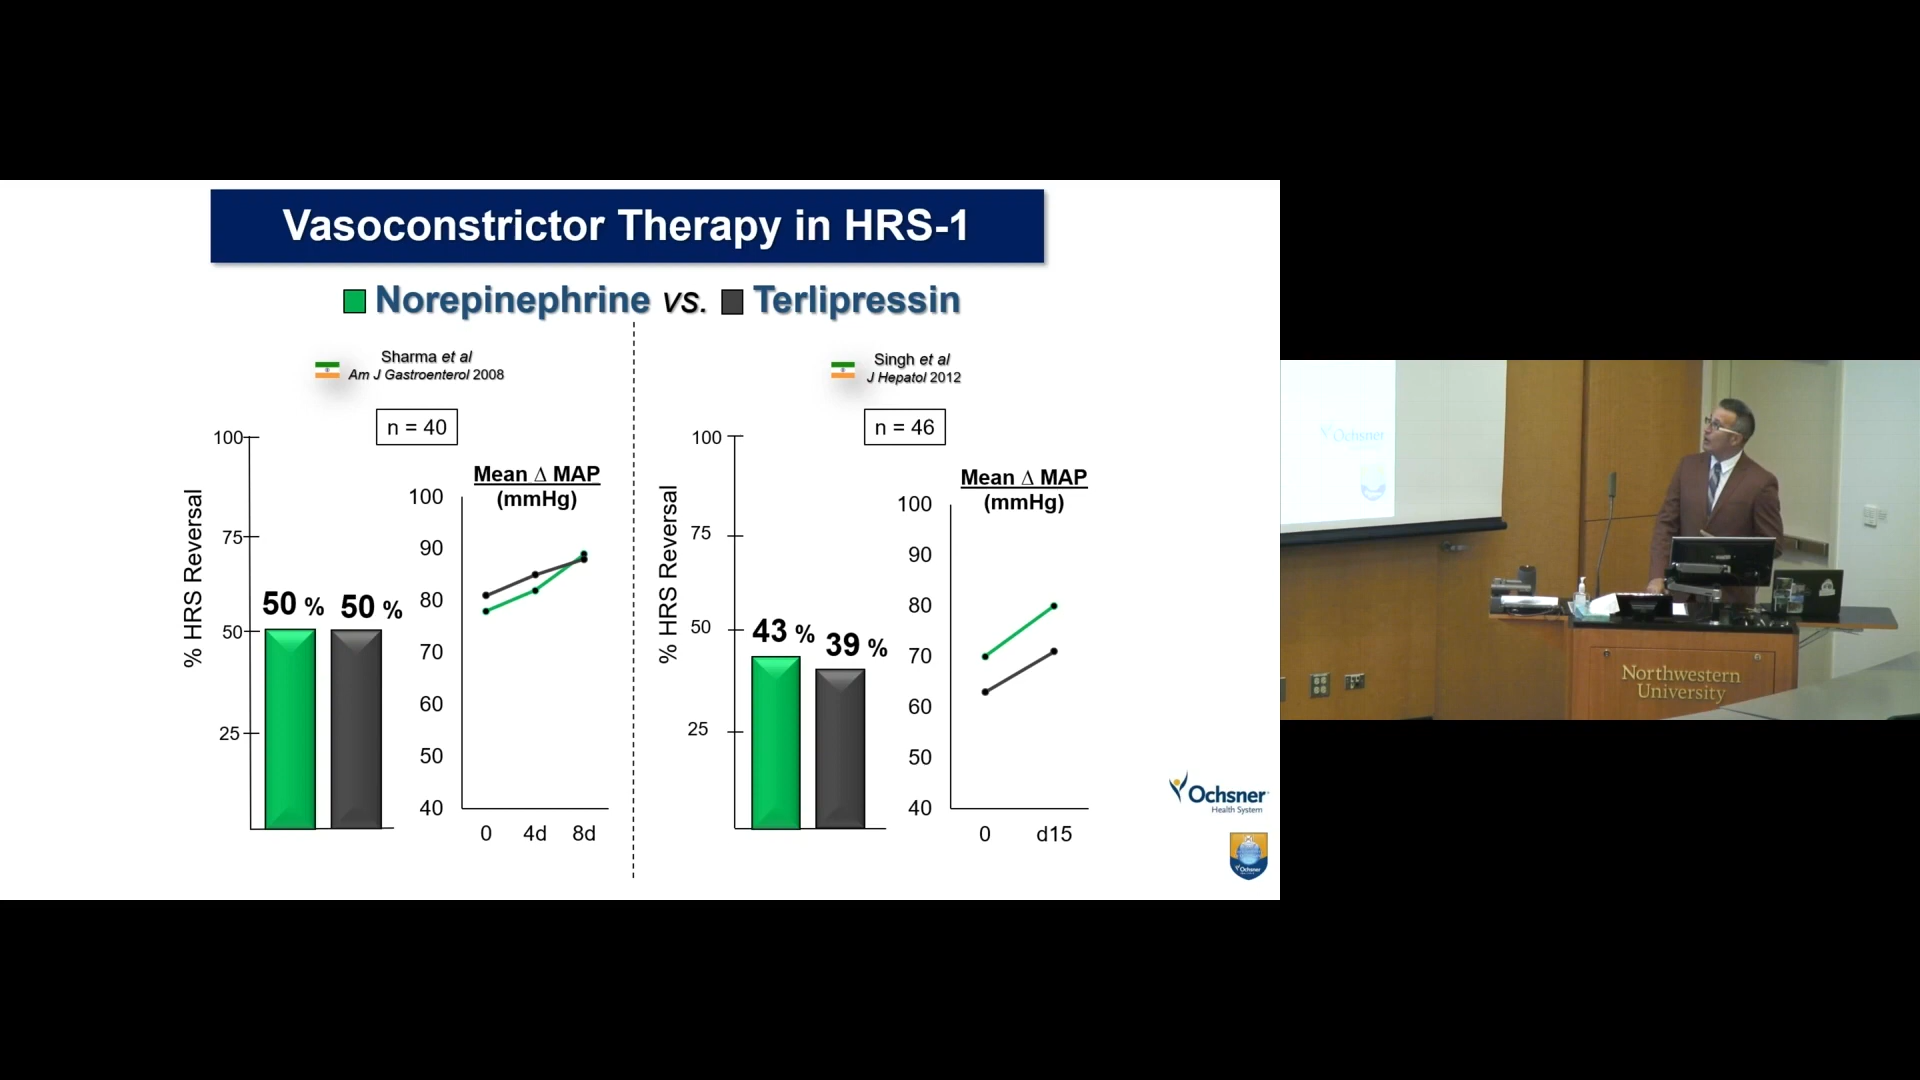 Vasoconstrictor Therapy in HRS-1
Norepinephrine vs. Terlipressin
Sharma et al
Am J Gastroenterol 2008
n = 40
% HRS Reversal
100
75
50
25
50 %
50 %
Mean Δ MAP
(mmHg)
100
90
80
70
60
50
40
0 4d 8d
Singh et al
J Hepatol 2012
n = 46
% HRS Reversal
100
75
50
25
43 %
39 %
Mean Δ MAP
(mmHg)
100
90
80
70
60
50
40
0 d15
Ochsner
Health System
Ochsner
Ochsner
Northwestern
University